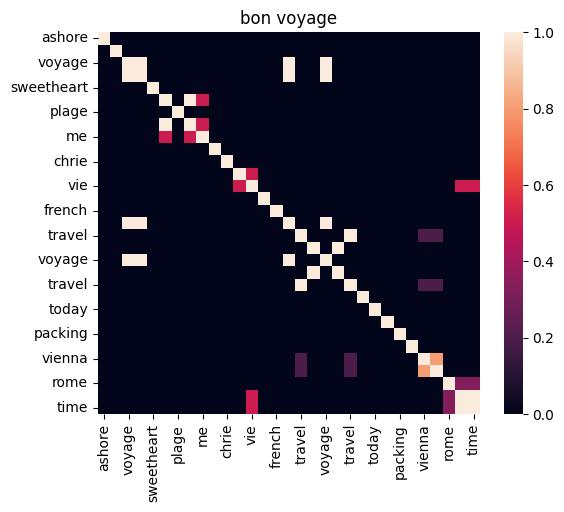 bon voyage
ashore
voyage
sweetheart
plage
me
chrie
vie
french
travel
voyage
travel
today
packing
vienna
rome
time
ashore
voyage
sweetheart
plage
me
chrie
vie
french
travel
voyage
travel
today
packing
vienna
rome
time
1.0
0.8
0.6
0.4
0.2
0.0